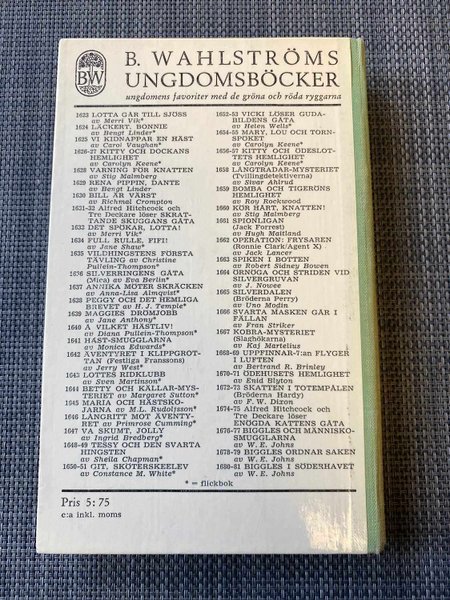 BW
B. WAHLSTRÖMS
UNGDOMSBÖCKER
ungdomens favoriter med de gröna och röda ryggarna
1623 LOTTA GÅR TILL SJÖSS
av Merri Vik*
1624 LÄCKERT, BONNIE
av Bengt Linder*
1625 VI KIDNAPPAR EN HÄST
av Carol Vaughan*
1626-27 KITTY OCH DOCKANS
HEMLIGHET
av Carolyn Keene*
1628 VARNING FÖR KNATTEN
av Stig Malmberg
1629 RENA PIPPIN, DANTE
av Bengt Linder
1630 BILL ÄR VÄRST
av Richmal Crompton
1631-32 Alfred Hitchcock och
Tre Deckare löser SKRAT-
TANDE SKUGGANS GÅTA
1633 DET SPÖKAR, LOTTA!
av Merri Vik*
1634 FULL RULLE, FIFI!
av Jane Shaw*
1635 VILDHINGSTENS FÖRSTA
TÄVLING av Christine
Pullein-Thompson*
1636 SILVERRINGENS GÅTA
(Miva) av Eva Berlin*
1637 ANNIKA MÖTER SKRÄCKEN
av Anna-Lisa Almqvist*
1638 PEGGY OCH DET HEMLIGA
BREVET av H. J. Temple*
1639 MAGGIES DRÖMJOBB
av Jane Anthony*
1640 Å VILKET HÄSTLIV!
av Diana Pullein-Thompson*
1641 HÄST-SMUGGLARNA
av Monica Edwards*
1642 ÄVENTYRET I KLIPPGROT-
TAN (Festliga Franssons)
av Jerry West*
1643 LOTTES RIDKLUBB
av Sven Martinson*
1644 BETTY OCH KÄLLAR-MYS-
TERIET av Margaret Sutton*
1645 MARIA OCH HÄSTSKO-
JARNA av M.L. Rudolfsson*
1646 LÅNGRITT MOT ÄVENTY-
RET av Primrose Cumming*
1647 VA SKUMT, JOLLY
av Ingrid Bredberg*
1648-49 TESSO OCH DEN SVARTA
HINGSTEN
av Sheila Chapman*
1650-51 GIT, SKÖTERSKEELEV
av Constance M. White*
1652-53 VICKI LÖSER GUDA-
BILDENS GÅTA
av Helen Wells*
1654-55 MARY, LOU OCH TORN-
SPÖKET
av Carolyn Keene*
1656-57 KITTY OCH ÖDESLOT-
TETS HEMLIGHET
av Carolyn Keene*
1658 LÅNGTRADAR-MYSTERIET
(Tvillingdetektiverna)
av Sivar Ahlrud
1659 BOMBA OCH TIGERÖNS
HEMLIGHET
av Roy Rockwood
1660 KÖR HÅRT, KNATTEN!
av Stig Malmberg
1661 SPIONLIGAN
(Jack Forrest)
av Hugh Maitland
1662 OPERATION: FRYSAREN
(Ronnie Clark/Agent X)
av Jack Lancer
1663 SPIKEN I BOTTEN
av Robert Sidney Bowen
1664 ÖRNÖGA OCH STRIDEN VID
SILVERGRUVAN
av J. Nowee
1665 SILVERDALEN
(Bröderna Perry)
av Uno Modin
1666 SVARTA MASKEN GÅR I
FÄLLAN
av Fran Striker
1667 KOBRA-MYSTERIET
(Slaghökarna)
av Kaj Martelius
1668-69 UPPFINNAR-7:an FLYGER
I LUFTEN
av Bertrand R. Brinley
1670-71 ÖDEHUSETS HEMLIGHET
av Enid Blyton
1672-73 SKATTEN I TOTEMPÅLEN
(Bröderna Hardy)
av F. W. Dixon
1674-75 Alfred Hitchcock och
Tre Deckare löser
ENÖGDA KATTENS GÅTA
1676-77 BIGGLES OCH MÄNNISKO-
SMUGGLARNA
av W. E. Johns
1678-79 BIGGLES ORDNAR SAKEN
av W. E. Johns
1680-81 BIGGLES I SÖDERHAVET
av W. E. Johns
* = flickbok
Pris 5:75
c:a inkl. moms